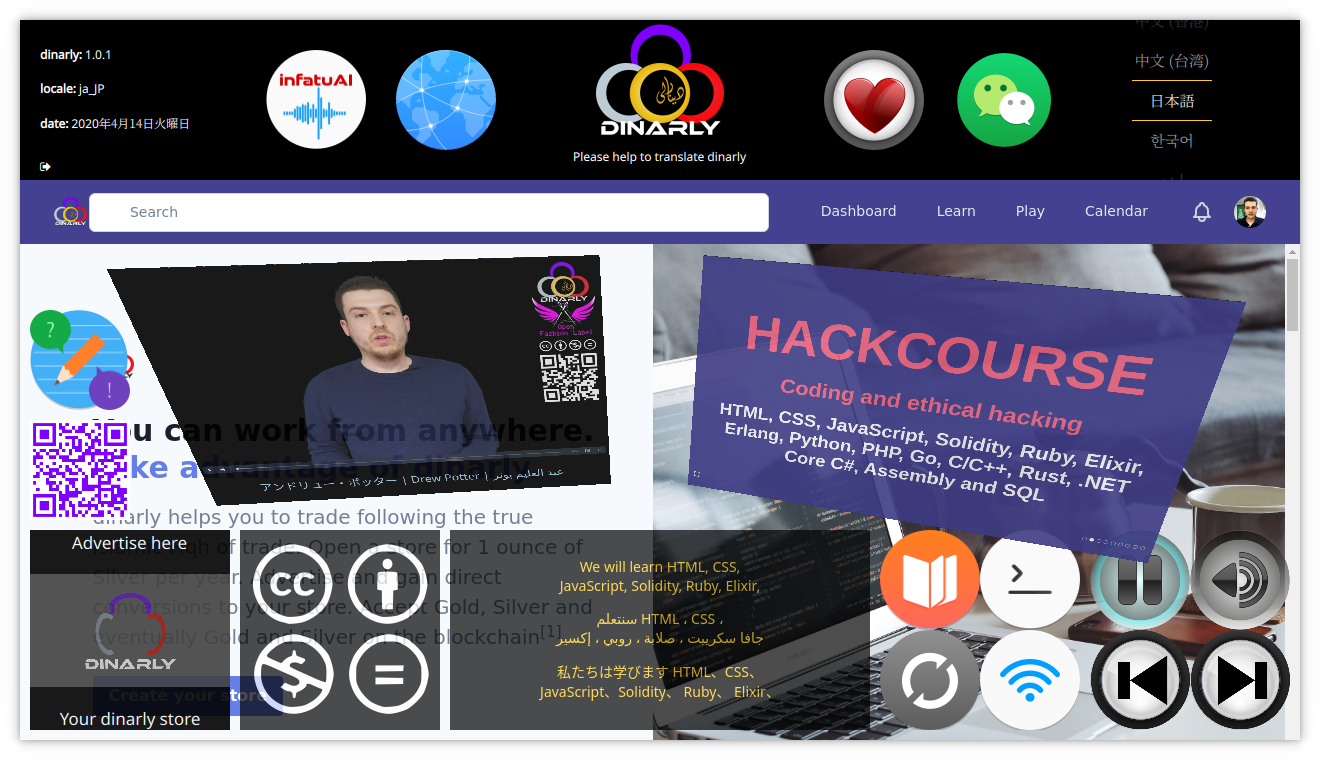 dinarly: 1.0.1
locale: ja_JP
date: 2020年4月14日火曜日
infatuAI
DINARLY
Please help to translate dinarly
中文 (香港)
中文 (台湾)
日本語
한국어
DINARLY
Search
Dashboard
Learn
Play
Calendar
DINARLY
Open
Fashion Label
アンドリュー・ポッター | Drew Potter | عبد العليم بوتر
HACKCOURSE
Coding and ethical hacking
HTML, CSS, JavaScript, Solidity, Ruby, Elixir,
Erlang, Python, PHP, Go, C/C++, Rust, .NET
Core C#, Assembly and SQL
?
!
You can work from anywhere.
Take advantage of dinarly
dinarly helps you to trade following the true
of trade. Open a store for 1 ounce of
Silver per year. Advertise and gain direct
conversions to your store. Accept Gold, Silver and
eventually Gold and Silver on the blockchain[1]
Create your store
Advertise here
DINARLY
Your dinarly store
cc
We will learn HTML, CSS,
JavaScript, Solidity, Ruby, Elixir,
سنتعلم HTML ، CSS ،
جافا سكريبت ، صلابة ، روبي ، إكسير
私たちは学びます HTML、CSS、
JavaScript、Solidity、 Ruby、 Elixir、